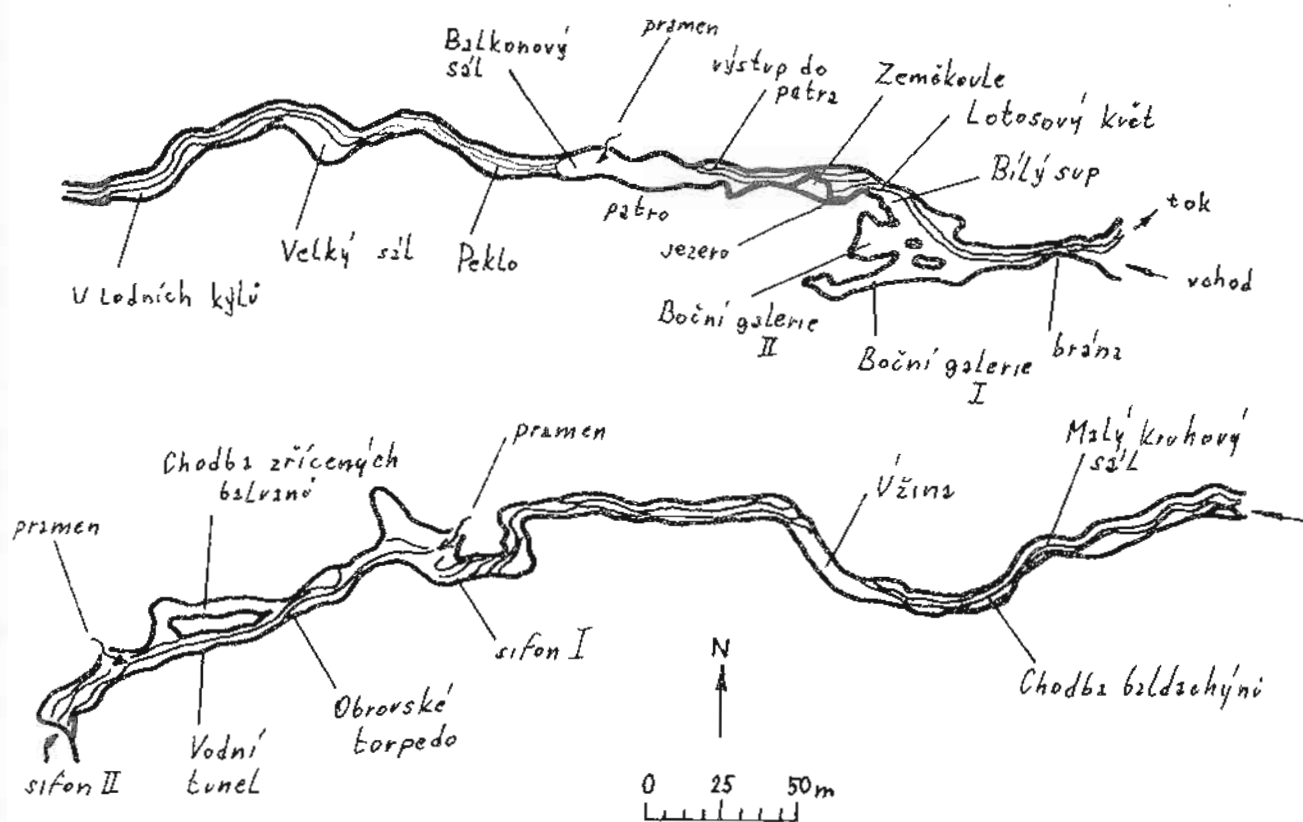 pramen
Balkonový
sál
výstup do
patra
Zeměkoule
Lotosový květ
Bílý sup
tok
patro
jezero
vchod
Velký sál
Peklo
U Lodních kýlů
Boční galerie
II
Boční galerie
I
brána
pramen
Malý kruhový
sál
Chodba zřícených
balvanů
Úžina
pramen
sifon I
N
Chodba baldachýnů
Obrovské
torpedo
Vodní
tunel
sifon II
0 25 50m